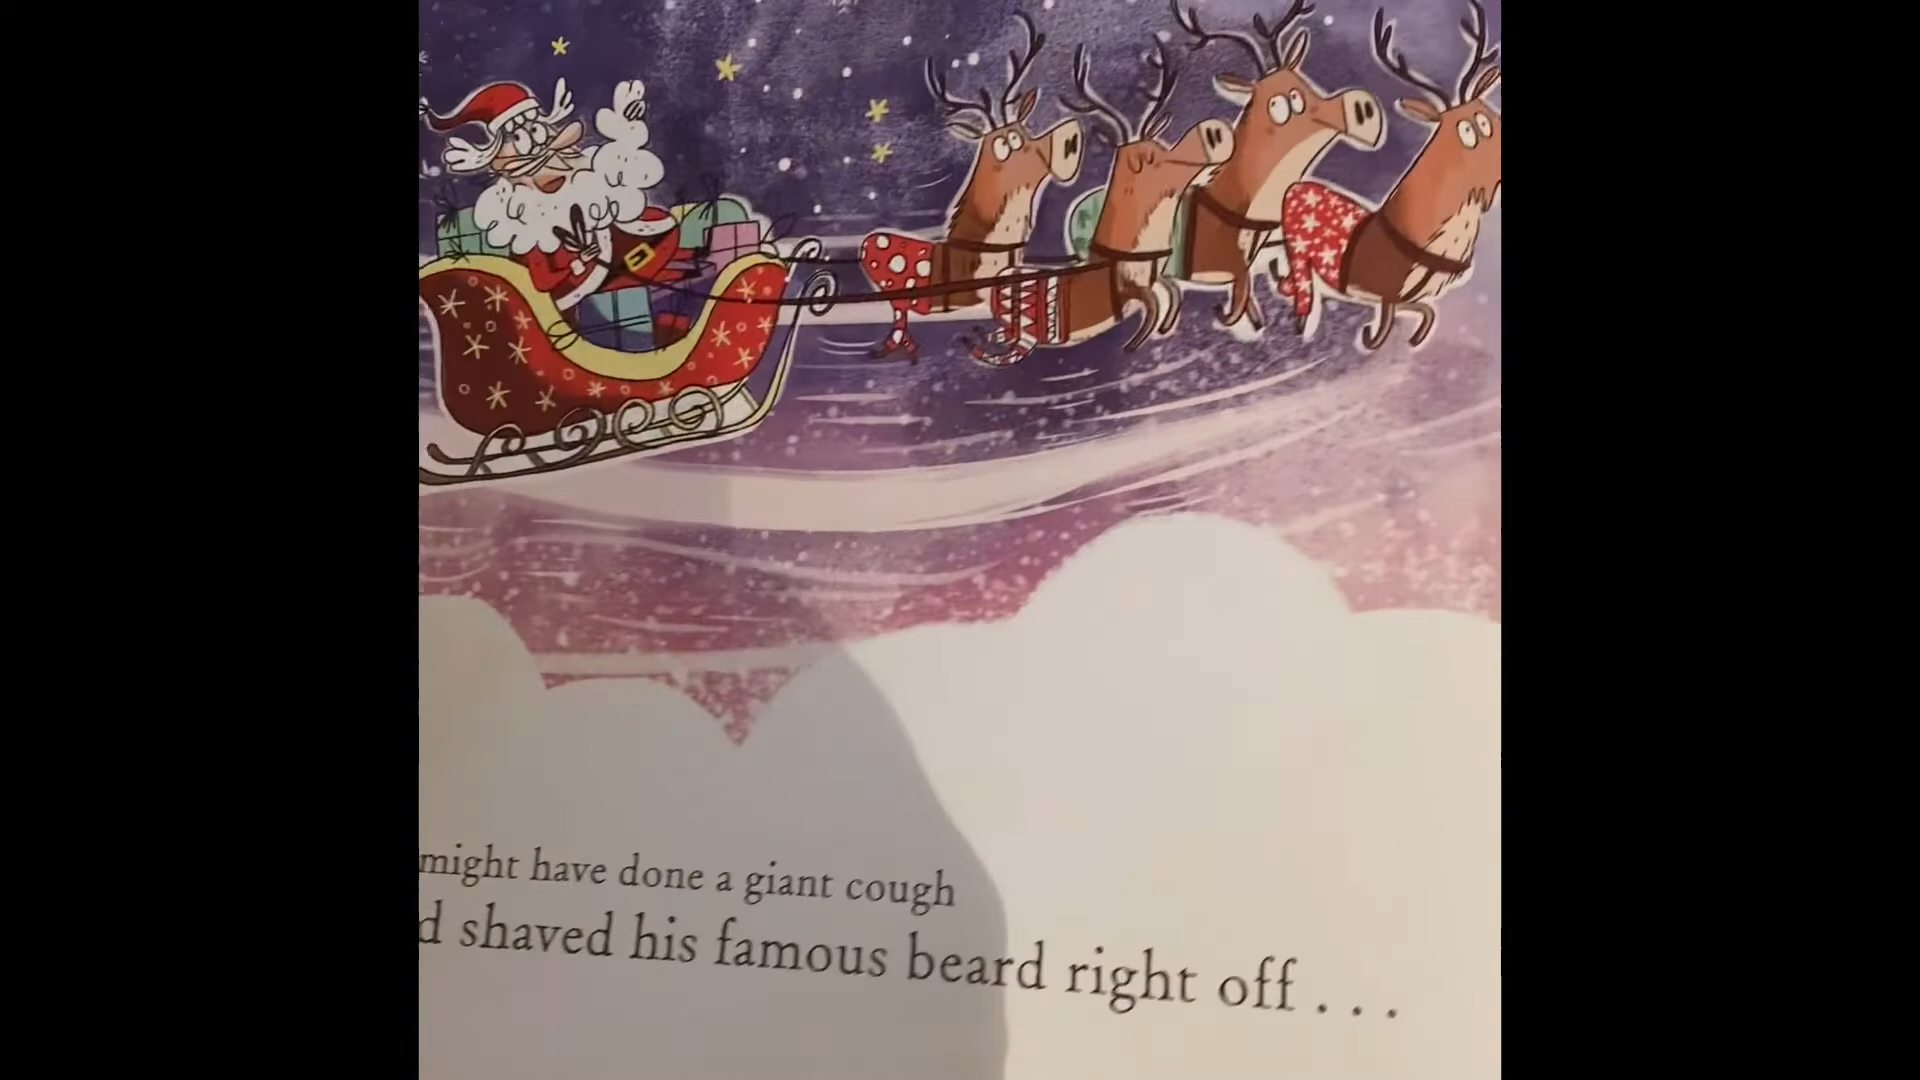 might have done a giant cough
d shaved his famous beard right off . . .